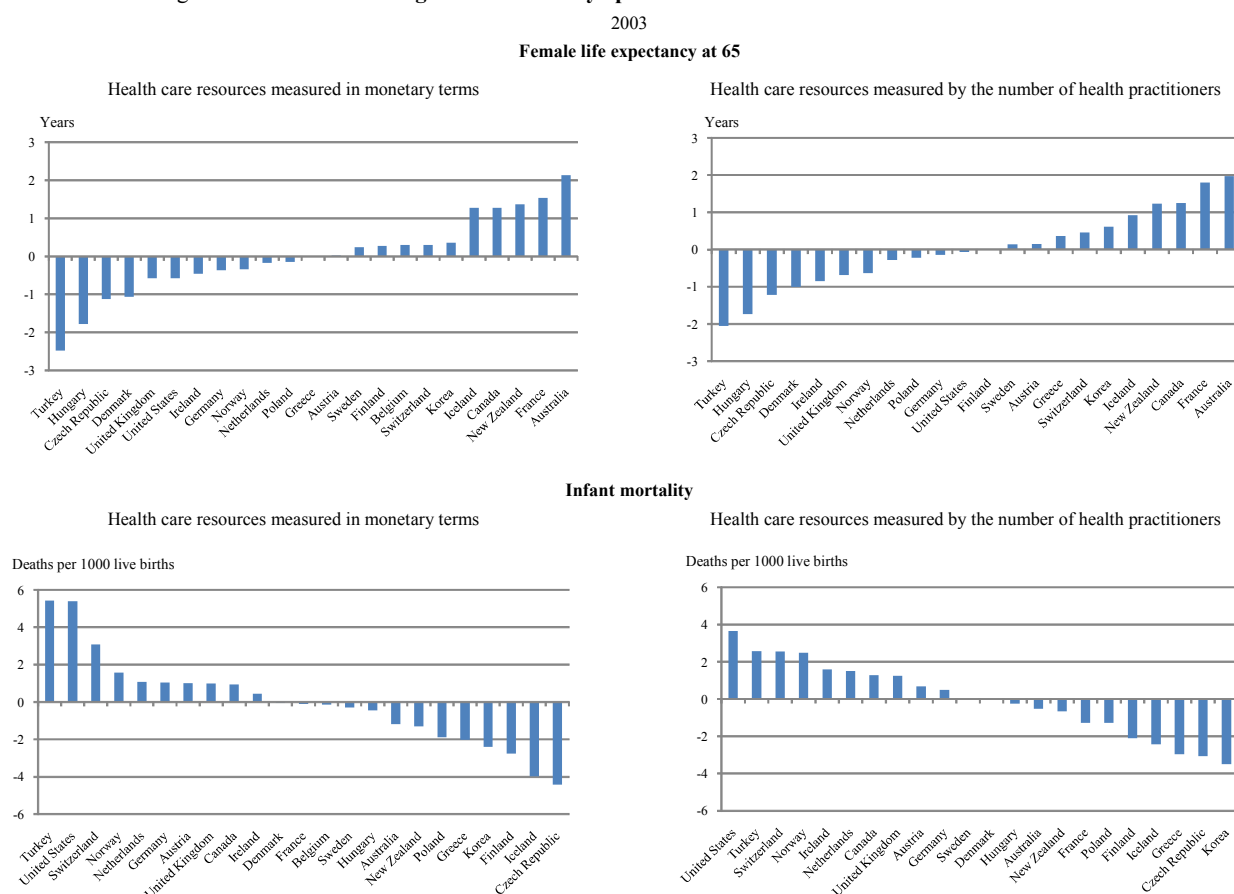 2003
Female life expectancy at 65
Health care resources measured in monetary terms
Health care resources measured by the number of health practitioners
Years
3
2
1
0
-1
-2
-3
Turkey
Hungary
Czech Republic
Denmark
United Kingdom
United States
Ireland
Germany
Norway
Netherlands
Poland
Greece
Austria
Sweden
Finland
Belgium
Switzerland
Korea
Iceland
Canada
New Zealand
France
Australia
Years
3
2
1
0
-1
-2
-3
Turkey
Hungary
Czech Republic
Denmark
Ireland
United Kingdom
Norway
Netherlands
Poland
Germany
United States
Finland
Sweden
Austria
Greece
Switzerland
Korea
Iceland
New Zealand
Canada
France
Australia
Infant mortality
Health care resources measured in monetary terms
Health care resources measured by the number of health practitioners
Deaths per 1000 live births
6
4
2
0
-2
-4
-6
Turkey
United States
Switzerland
Norway
Netherlands
Germany
Austria
United Kingdom
Canada
Ireland
Denmark
France
Belgium
Sweden
Hungary
Australia
New Zealand
Poland
Greece
Korea
Finland
Iceland
Czech Republic
Deaths per 1000 live births
6
4
2
0
-2
-4
-6
United States
Turkey
Switzerland
Norway
Ireland
Netherlands
Canada
United Kingdom
Austria
Germany
Sweden
Denmark
Hungary
Australia
New Zealand
France
Poland
Finland
Iceland
Greece
Czech Republic
Korea